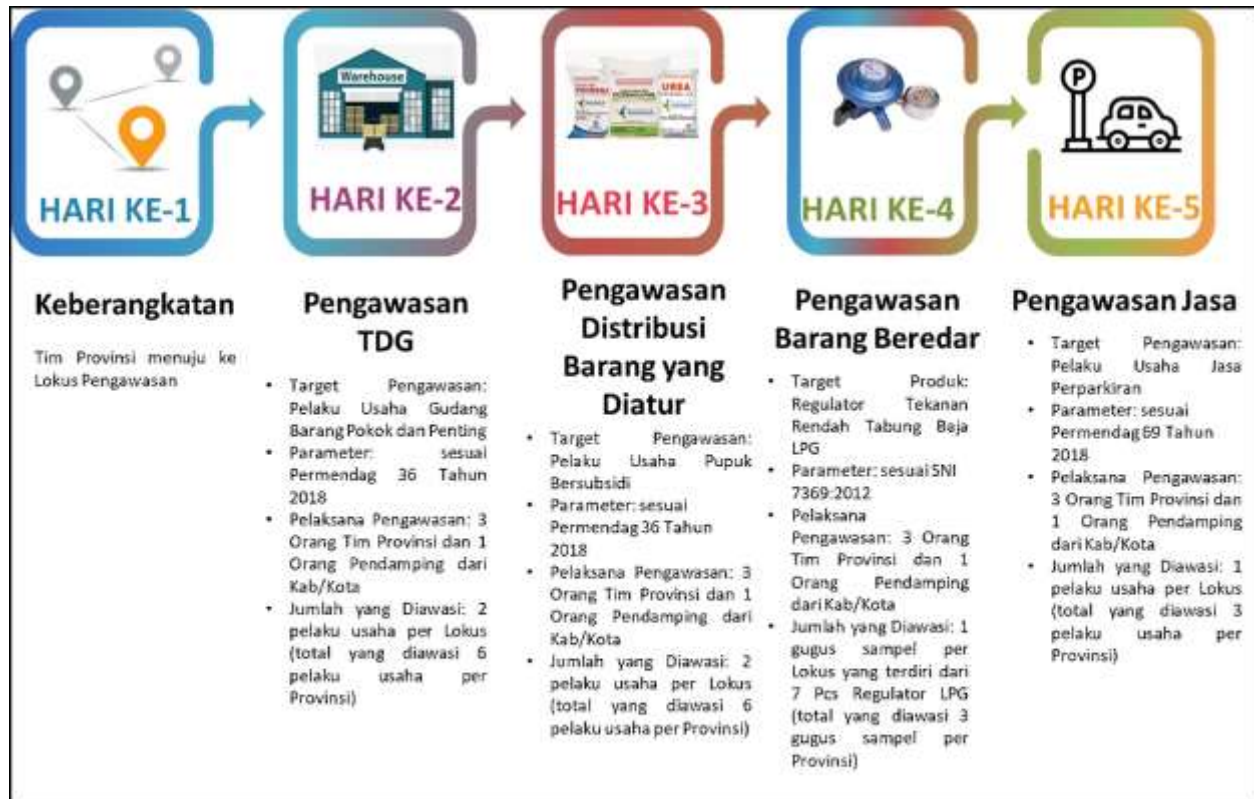 Warehouse
UREA
P
HARI KE-1
HARI KE-2
HARI KE-3
HARI KE-4
HARI KE-5
Keberangkatan
Tim Provinsi menuju ke
Lokus Pengawasan
Pengawasan
TDG
• Target Pengawasan:
Pelaku Usaha Gudang
Barang Pokok dan Penting
• Parameter: sesuai
Permendag 36 Tahun
2018
• Pelaksana Pengawasan: 3
Orang Tim Provinsi dan 1
Orang Pendamping dari
Kab/Kota
• Jumlah yang Diawasi: 2
pelaku usaha per Lokus
(total yang diawasi 6
pelaku usaha per
Provinsi)
Pengawasan
Distribusi
Barang yang
Diatur
• Target Pengawasan:
Pelaku Usaha Pupuk
Bersubsidi
• Parameter: sesuai
Permendag 36 Tahun
2018
• Pelaksana Pengawasan: 3
Orang Tim Provinsi dan 1
Orang Pendamping dari
Kab/Kota
• Jumlah yang Diawasi: 2
pelaku usaha per Lokus
(total yang diawasi 6
pelaku usaha per Provinsi)
Pengawasan
Barang Beredar
• Target Produk:
Regulator Tekanan
Rendah Tabung Baja
LPG
• Parameter: sesuai SNI
7369:2012
• Pelaksana
Pengawasan: 3 Orang
Tim Provinsi dan 1
Orang Pendamping
dari Kab/Kota
• Jumlah yang Diawasi: 1
gugus sampel per
Lokus yang terdiri dari
7 Pcs Regulator LPG
(total yang diawasi 3
gugus sampel per
Provinsi)
Pengawasan Jasa
• Target Pengawasan:
Pelaku Usaha Jasa
Perparkiran
• Parameter: sesuai
Permendag 69 Tahun
2018
• Pelaksana Pengawasan:
3 Orang Tim Provinsi dan
1 Orang Pendamping
dari Kab/Kota
• Jumlah yang Diawasi: 1
pelaku usaha per Lokus
(total yang diawasi 3
pelaku usaha per
Provinsi)